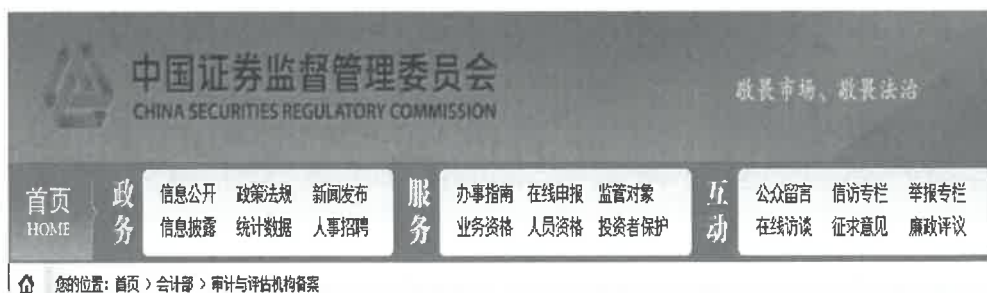 中国证券监督管理委员会
CHINA SECURITIES REGULATORY COMMISSION
敬畏市场、敬畏法治
首页
HOME
政务
信息公开 政策法规 新闻发布
信息披露 统计数据 人事招聘
服务
办事指南 在线申报 监管对象
业务资格 人员资格 投资者保护
互动
公众留言 信访专栏 举报专栏
在线访谈 征求意见 廉政评议
您的位置：首页 > 会计部 > 审计与评估机构备案